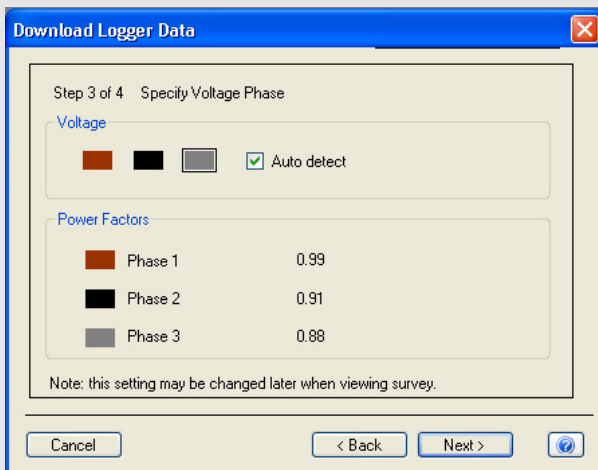 Download Logger Data
Step 3 of 4 Specify Voltage Phase
Voltage
Auto detect
Power Factors
Phase 1 0.99
Phase 2 0.91
Phase 3 0.88
Note: this setting may be changed later when viewing survey.
Cancel < Back Next > ?